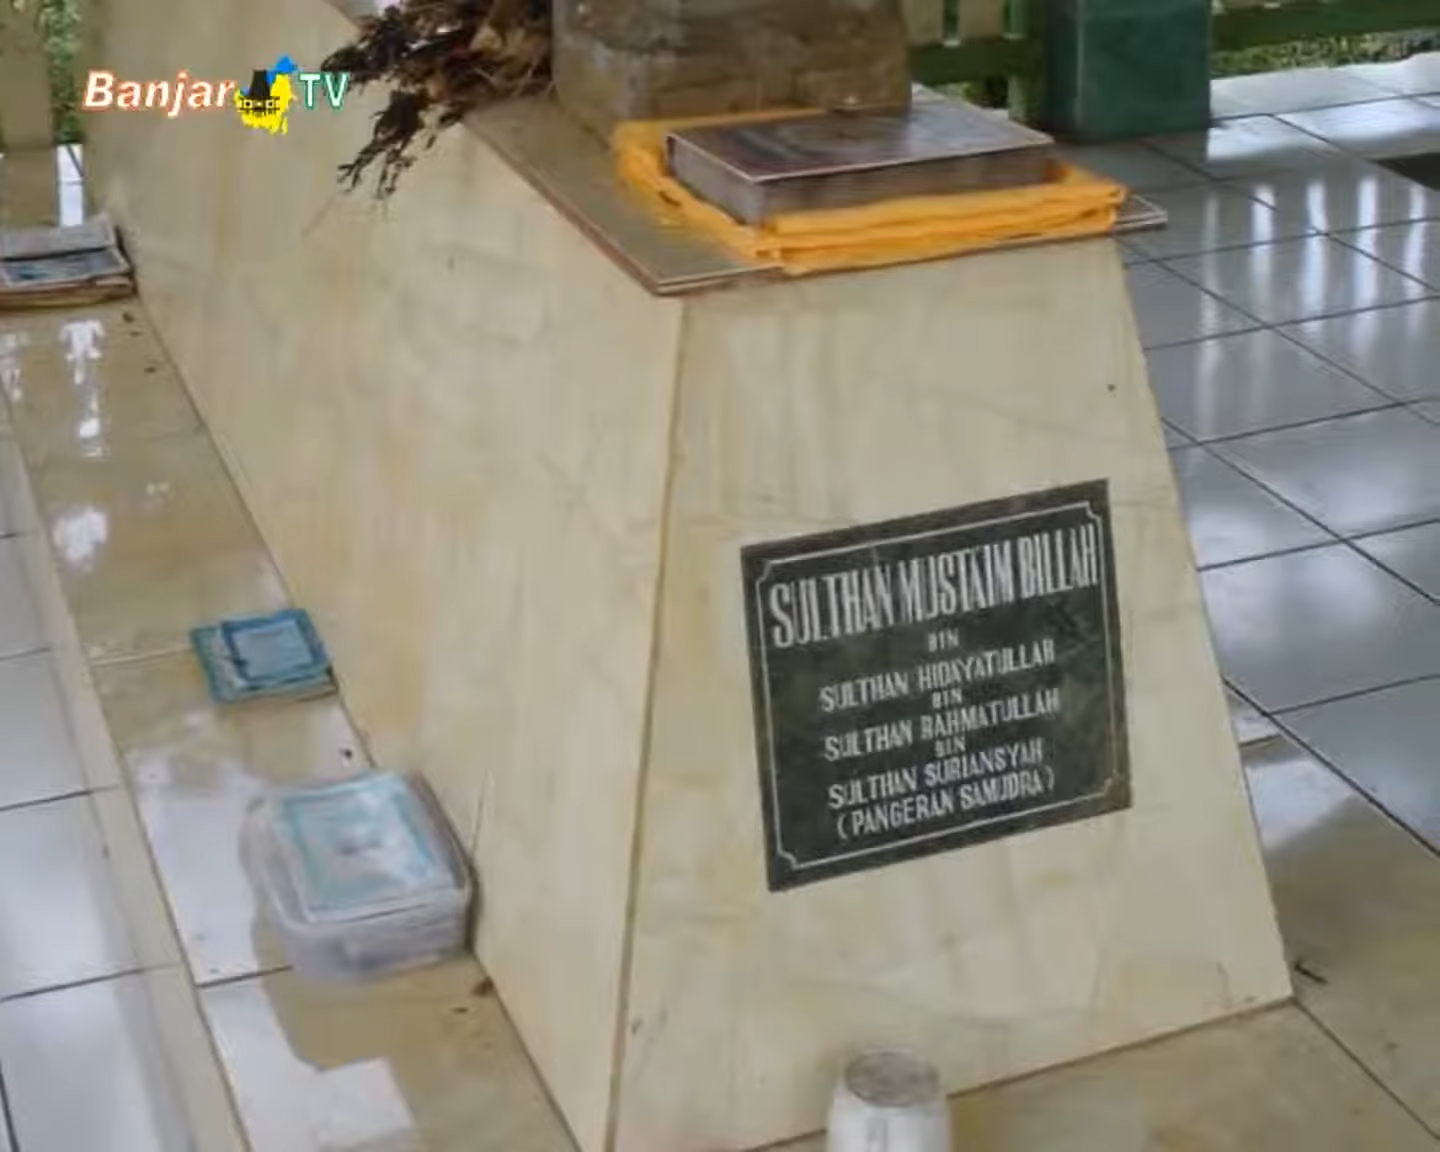 Banjar TV
SULTHAN MUSTAIM BILLAH
BIN
SULTHAN HIDAYATULLAH
BIN
SULTHAN RAHMATULLAH
BIN
SULTHAN SURIANSYAH
(PANGERAN SAMUDRA)